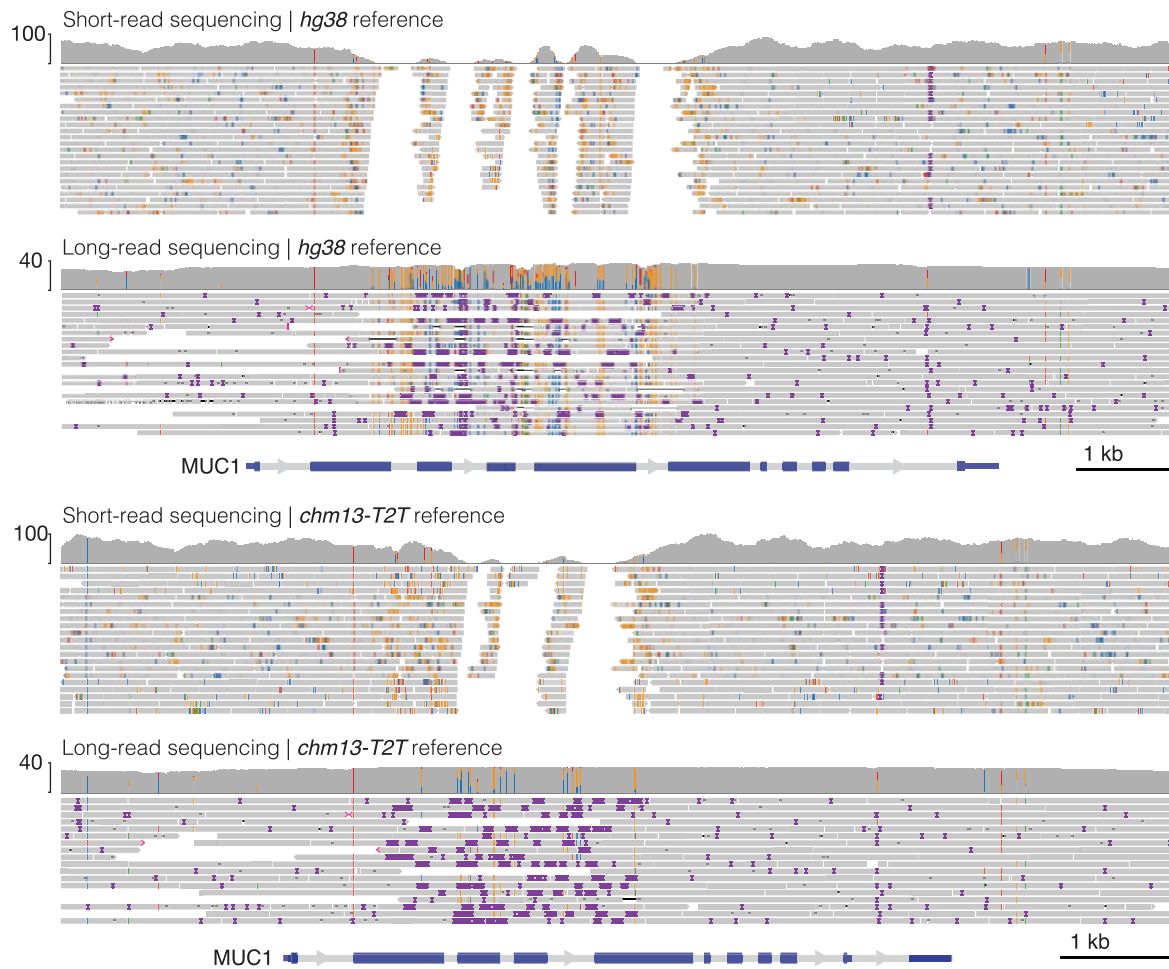 Short-read sequencing | hg38 reference
100
Long-read sequencing | hg38 reference
40
MUC1
1 kb
Short-read sequencing | chm13-T2T reference
100
Long-read sequencing | chm13-T2T reference
40
MUC1
1 kb